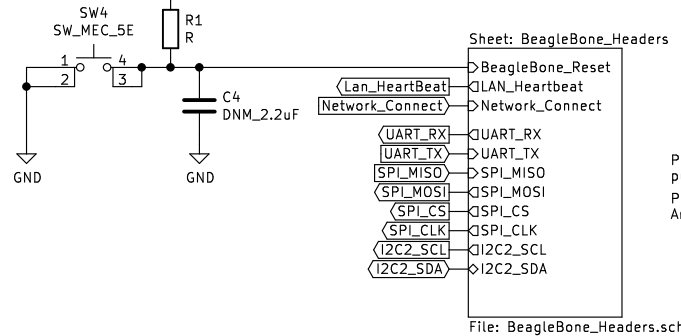 SW4
SW_MEC_5E
1
4
2
3
R1
R
C4
DNM_2.2uF
GND
GND
Sheet: BeagleBone_Headers
BeagleBone_Reset
Lan_HeartBeat LAN_Heartbeat
Network_Connect Network_Connect
UART_RX UART_RX
UART_TX UART_TX
SPI_MISO SPI_MISO
SPI_MOSI SPI_MOSI
SPI_CS SPI_CS
SPI_CLK SPI_CLK
I2C2_SCL I2C2_SCL
I2C2_SDA I2C2_SDA
File: BeagleBone_Headers.sch